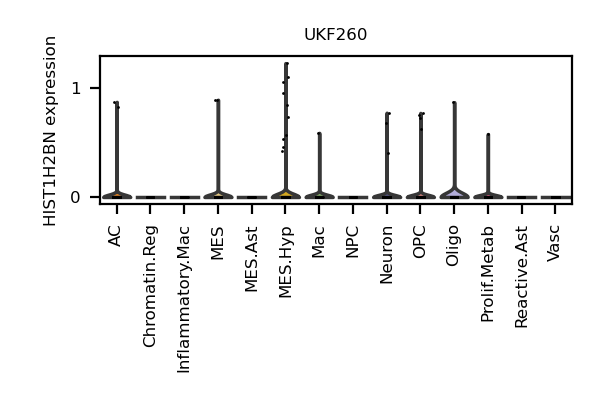 UKF260
HIST1H2BN expression
1
0
AC
Chromatin.Reg
Inflammatory.Mac
MES
MES.Ast
MES.Hyp
Mac
NPC
Neuron
OPC
Oligo
Prolif.Metab
Reactive.Ast
Vasc